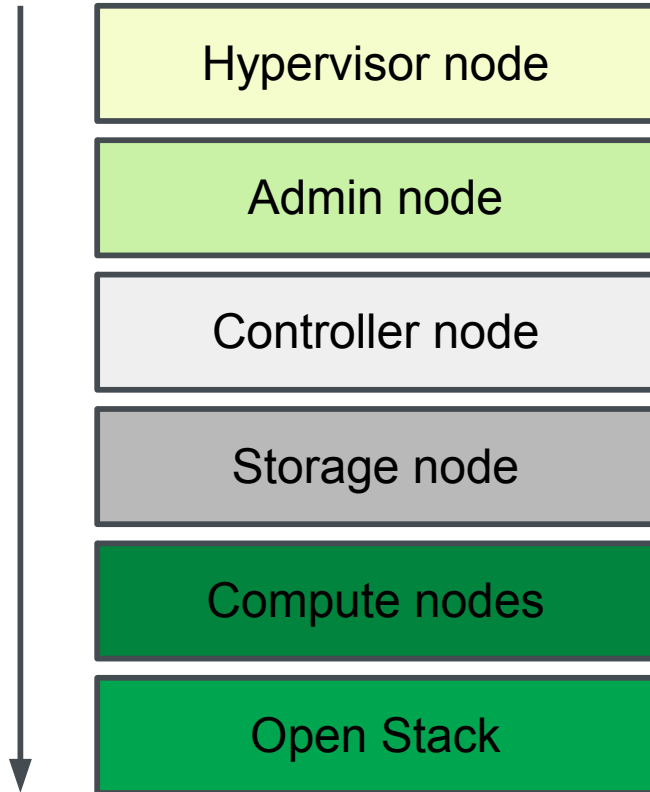 Hypervisor node
Admin node
Controller node
Storage node
Compute nodes
Open Stack